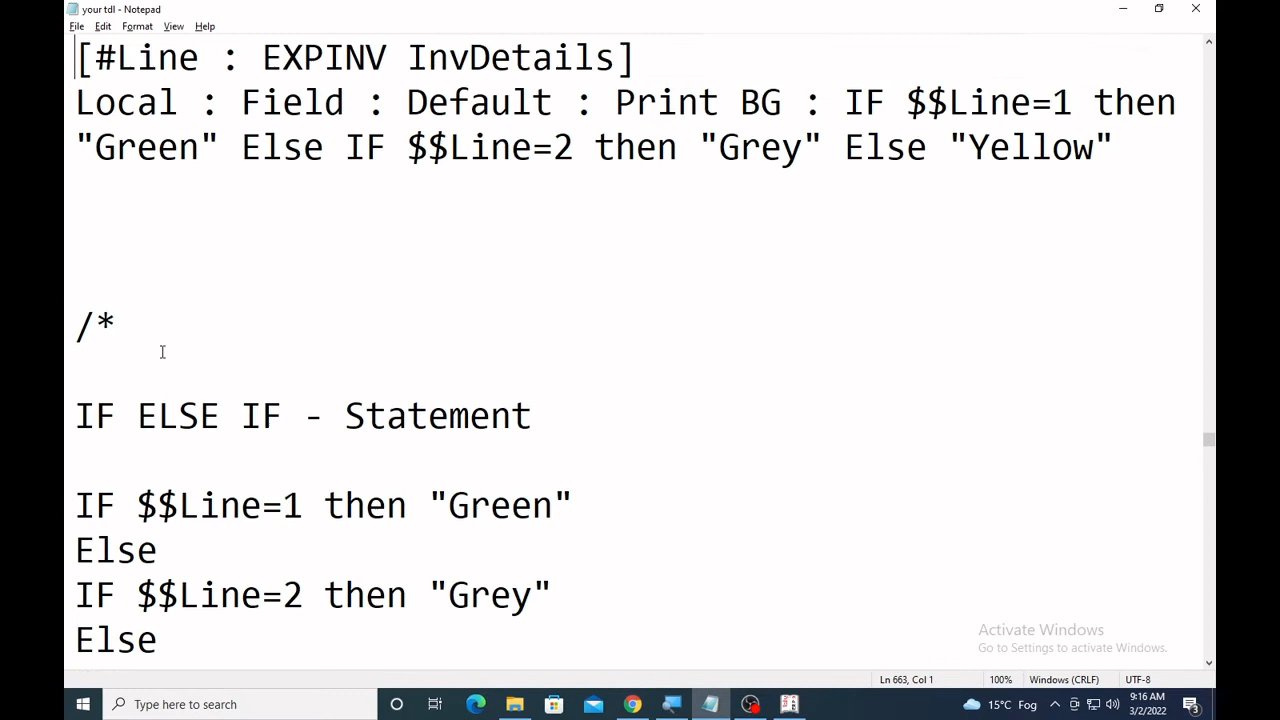 your tdl - Notepad
File Edit Format View Help
[#Line : EXPINV InvDetails]
Local : Field : Default : Print BG : IF $$Line=1 then
"Green" Else IF $$Line=2 then "Grey" Else "Yellow"
/*
IF ELSE IF - Statement
IF $$Line=1 then "Green"
Else
IF $$Line=2 then "Grey"
Else
Activate Windows
Go to Settings to activate Windows.
Ln 663, Col 1 100% Windows (CRLF) UTF-8
Type here to search
15°C Fog
9:16 AM
3/2/2022
3